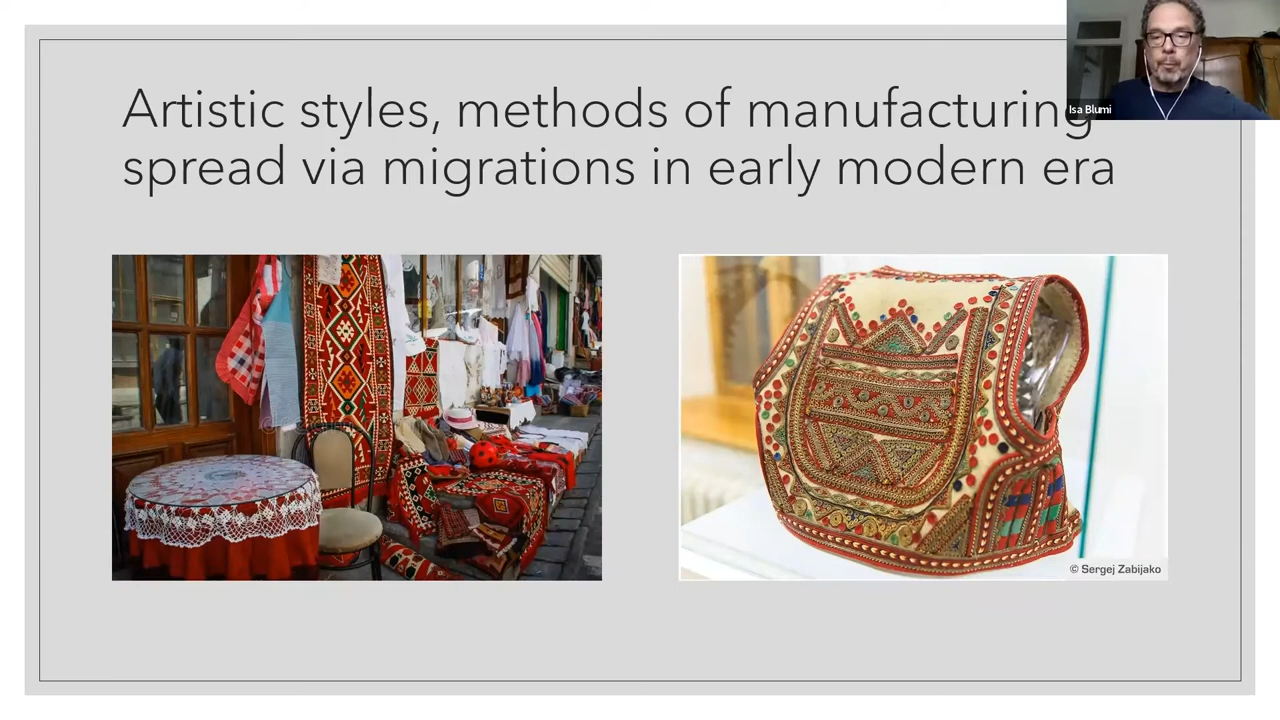 Artistic styles, methods of manufacturing
spread via migrations in early modern era
Isa Blumi
© Sergej Zabijako